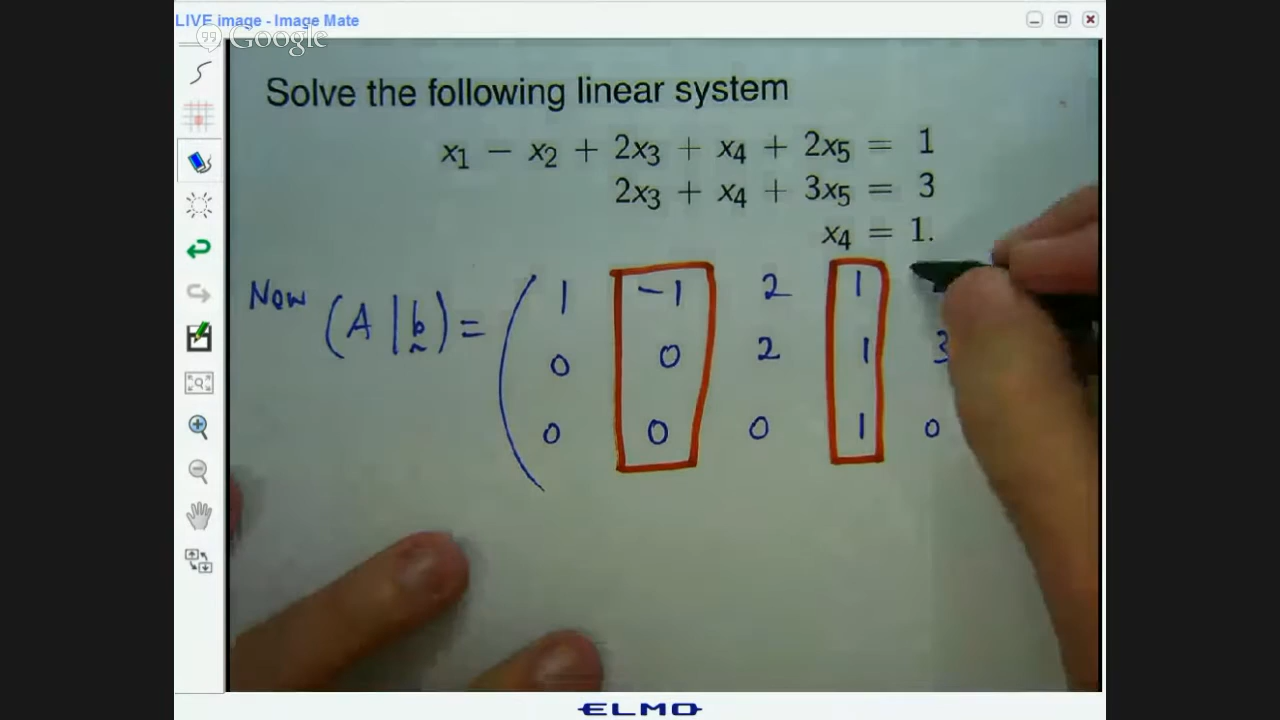 LIVE image - Image Mate
Google
Solve the following linear system
x₁ − x₂ + 2x₃ + x₄ + 2x₅ = 1
2x₃ + x₄ + 3x₅ = 3
x₄ = 1.
Now (A | b) =
1 -1 2 1
0 0 2 1 3
0 0 0 1 0
ELMO